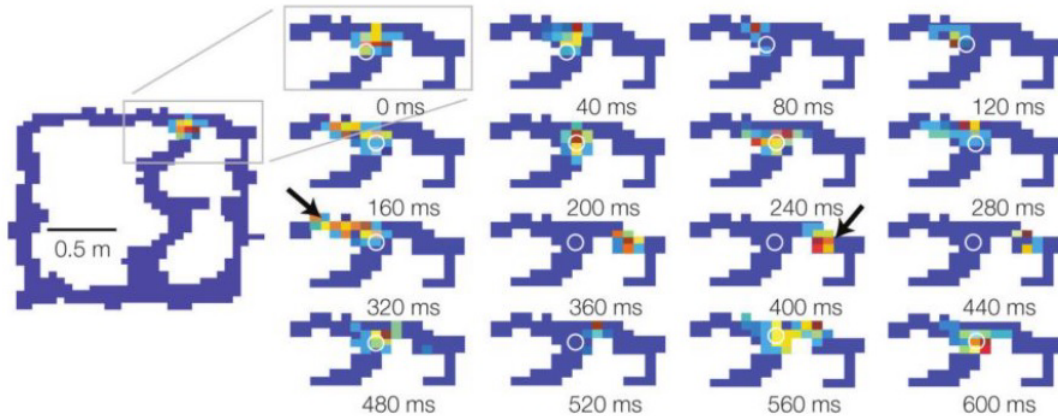 0 ms 40 ms 80 ms 120 ms
160 ms 200 ms 240 ms 280 ms
0.5 m
320 ms 360 ms 400 ms 440 ms
480 ms 520 ms 560 ms 600 ms